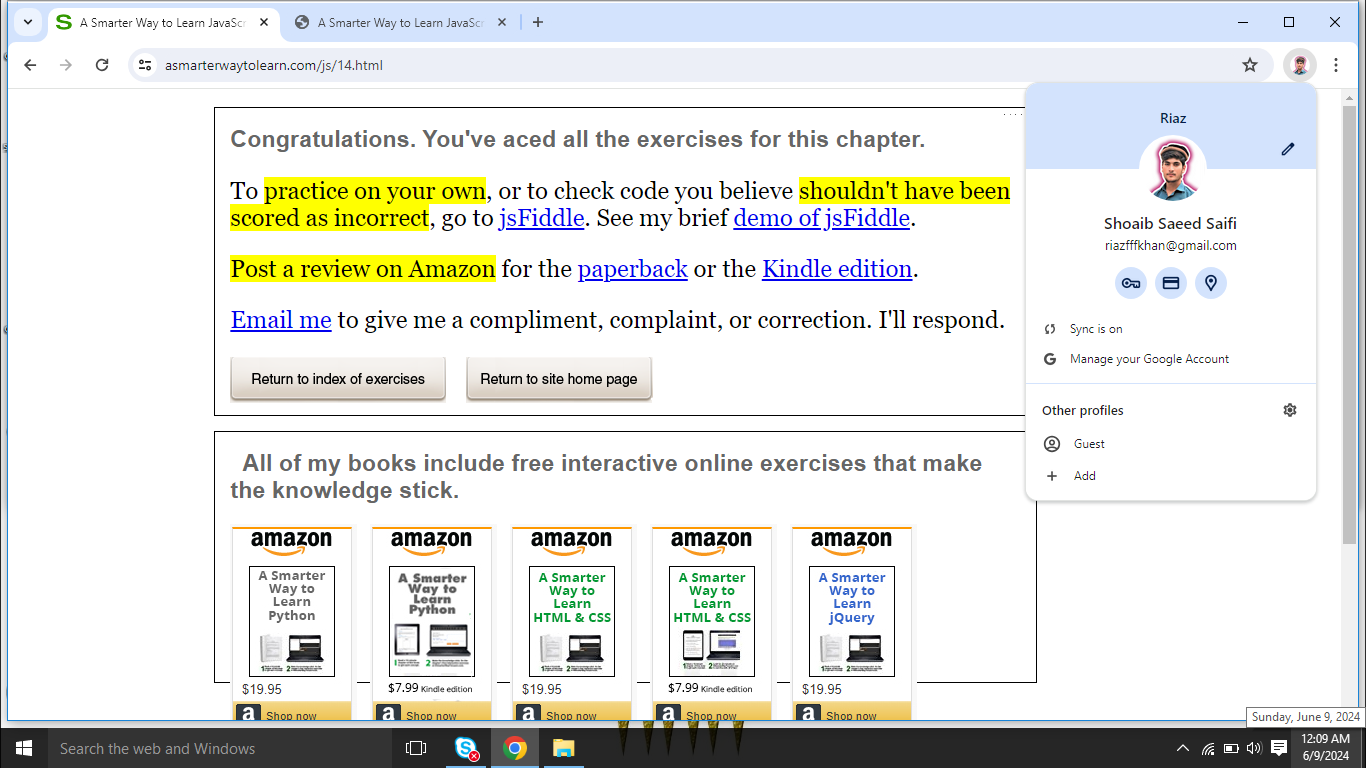 A Smarter Way to Learn JavaScr
A Smarter Way to Learn JavaScr
asmarterwaytolearn.com/js/14.html
Congratulations. You've aced all the exercises for this chapter.
To practice on your own, or to check code you believe shouldn't have been
scored as incorrect, go to jsFiddle. See my brief demo of jsFiddle.
Post a review on Amazon for the paperback or the Kindle edition.
Email me to give me a compliment, complaint, or correction. I'll respond.
Return to index of exercises
Return to site home page
Riaz
Shoaib Saeed Saifi
riazfffkhan@gmail.com
Sync is on
Manage your Google Account
Other profiles
Guest
Add
All of my books include free interactive online exercises that make
the knowledge stick.
amazon
A Smarter
Way to
Learn
Python
$19.95
Shop now
amazon
A Smarter
Way to
Learn
Python
$7.99 Kindle edition
Shop now
amazon
A Smarter
Way to
Learn
HTML & CSS
$19.95
Shop now
amazon
A Smarter
Way to
Learn
HTML & CSS
$7.99 Kindle edition
Shop now
amazon
A Smarter
Way to
Learn
jQuery
$19.95
Shop now
Sunday, June 9, 2024
Search the web and Windows
12:09 AM
6/9/2024